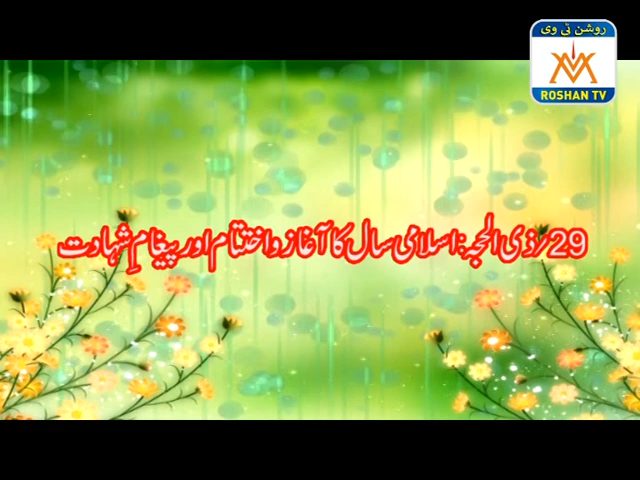 روشن ٹی وی
ROSHAN TV
29/ذی الحجہ: اسلامی سال کا آغاز و اختتام اور پیغامِ شہادت